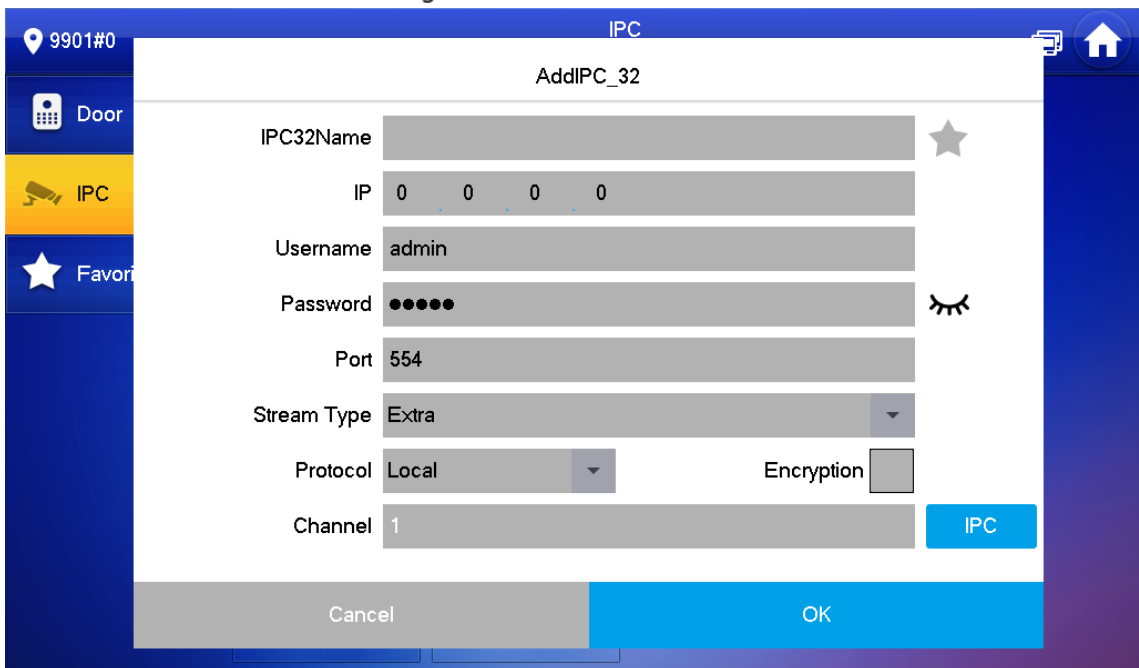 9901#0
IPC
AddIPC_32
Door
IPC
Favori
IPC32Name
IP 0 . 0 . 0 . 0
Username admin
Password ●●●●●
Port 554
Stream Type Extra
Protocol Local Encryption
Channel 1 IPC
Cancel OK